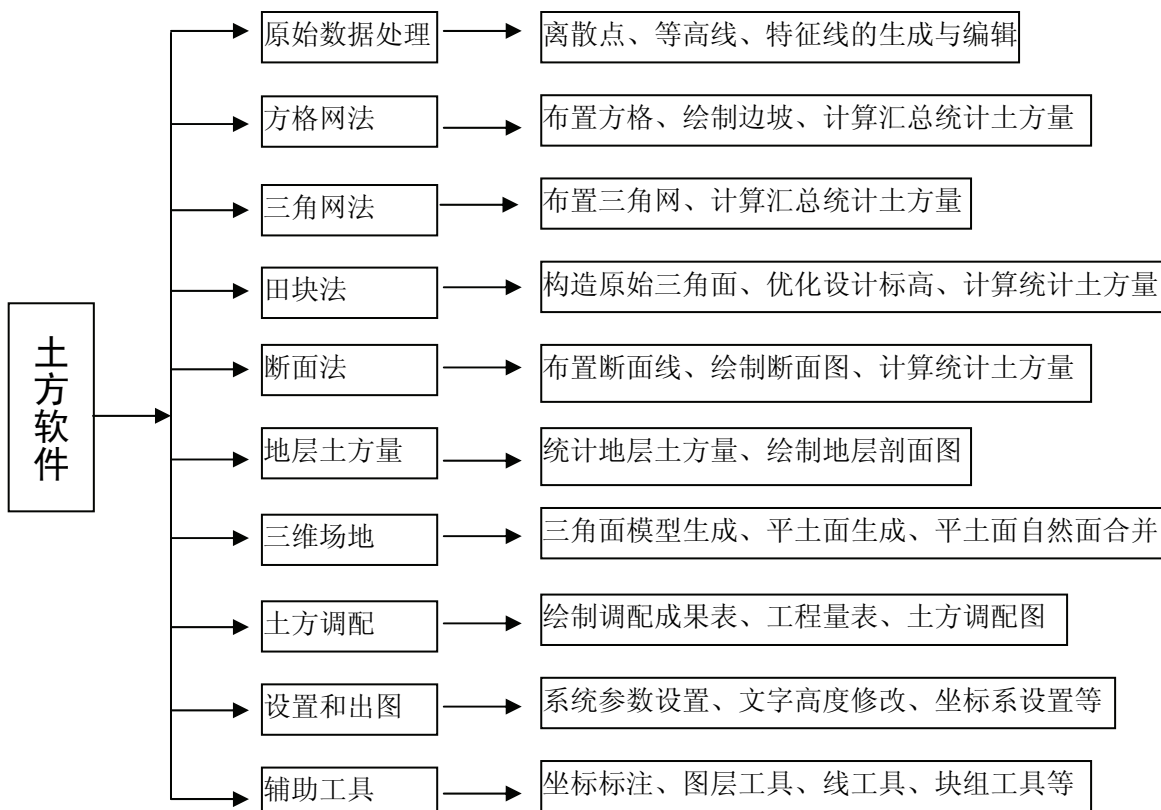 原始数据处理
离散点、等高线、特征线的生成与编辑
方格网法
布置方格、绘制边坡、计算汇总统计土方量
三角网法
布置三角网、计算汇总统计土方量
田块法
构造原始三角面、优化设计标高、计算统计土方量
土方软件
断面法
布置断面线、绘制断面图、计算统计土方量
地层土方量
统计地层土方量、绘制地层剖面图
三维场地
三角面模型生成、平土面生成、平土面自然面合并
土方调配
绘制调配成果表、工程量表、土方调配图
设置和出图
系统参数设置、文字高度修改、坐标系设置等
辅助工具
坐标标注、图层工具、线工具、块组工具等